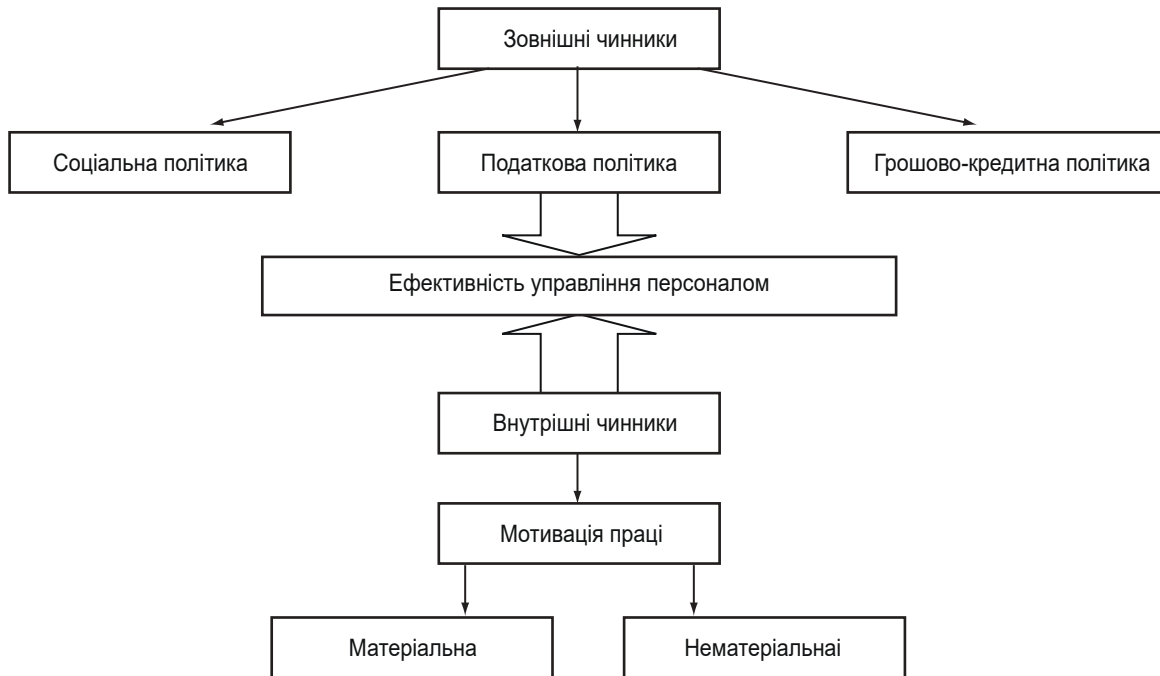 Зовнішні чинники
Соціальна політика
Податкова політика
Грошово-кредитна політика
Ефективність управління персоналом
Внутрішні чинники
Мотивація праці
Матеріальна
Нематеріальнаі